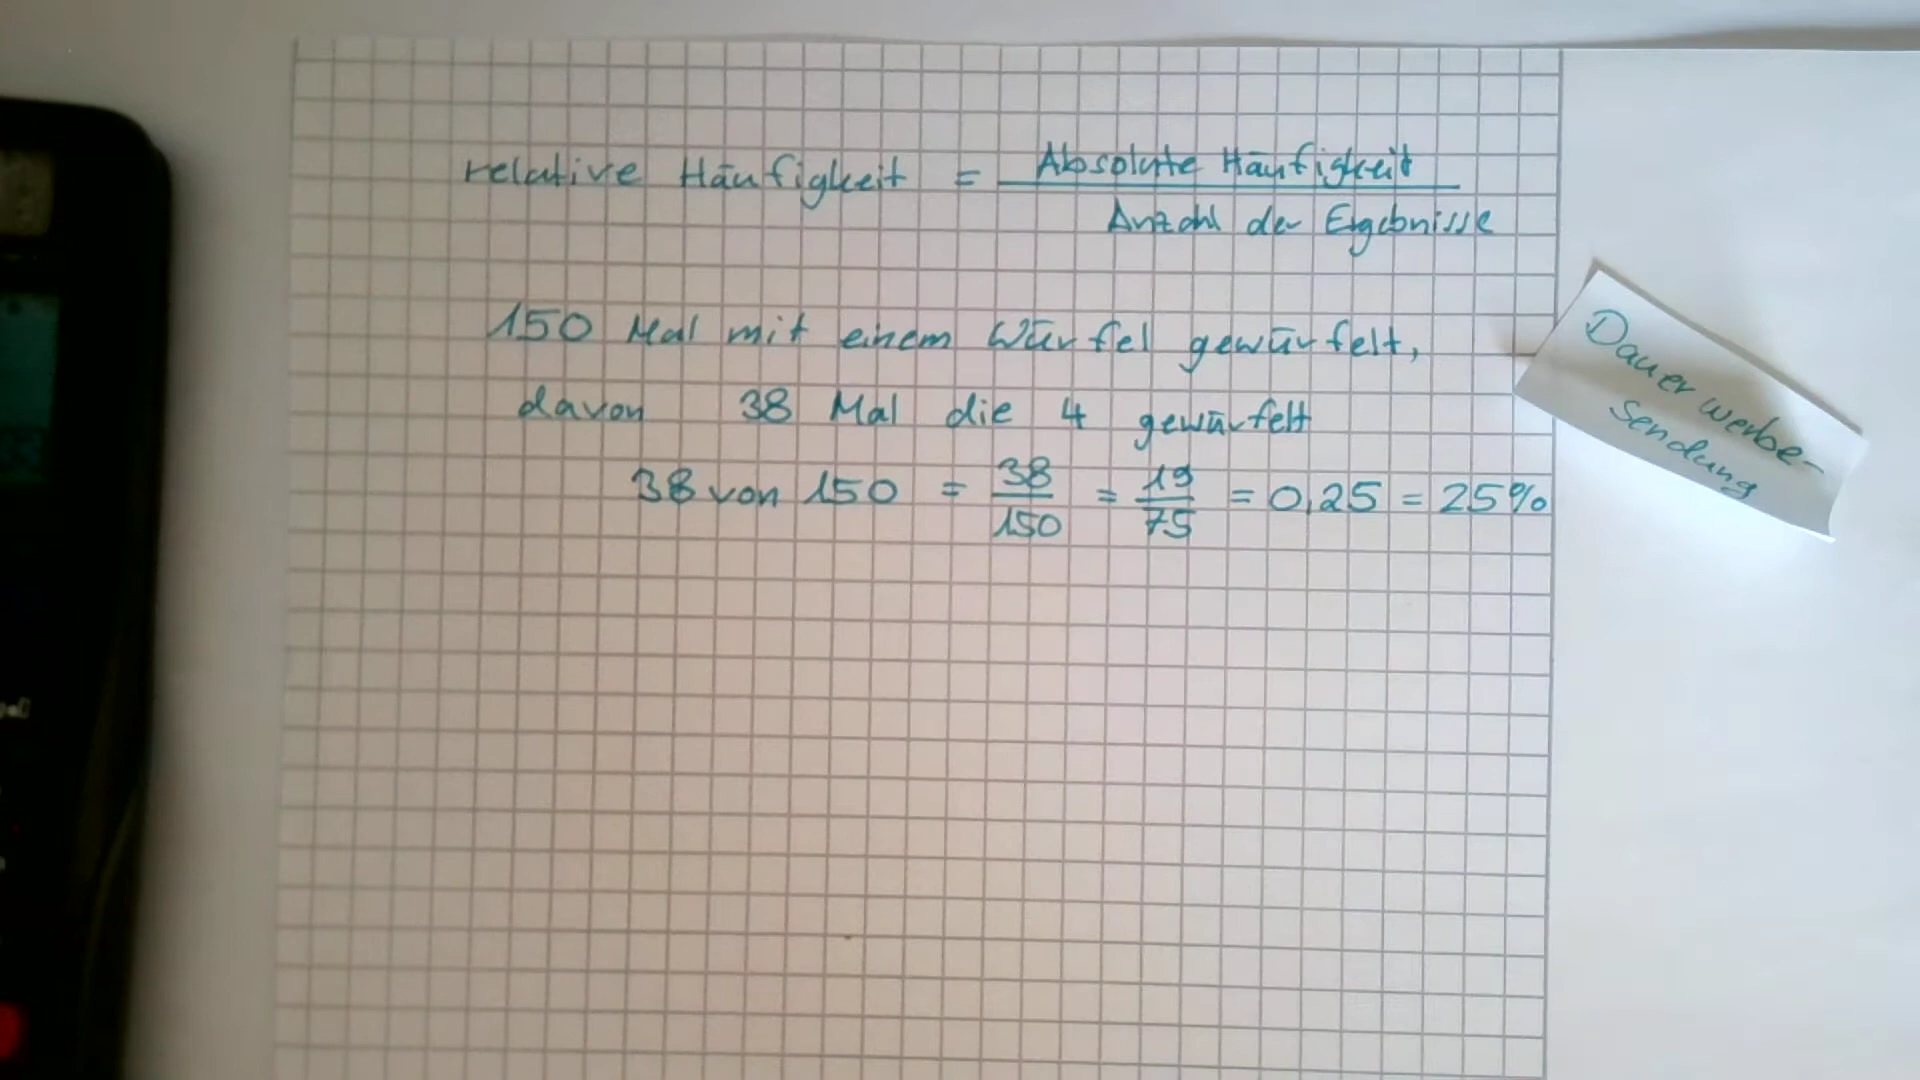 relative Häufigkeit = Absolute Häufigkeit / Anzahl der Ergebnisse
150 Mal mit einem Würfel gewürfelt,
davon 38 Mal die 4 gewürfelt
38 von 150 = 38/150 = 19/75 = 0,25 = 25%
Dauerwerbe-
sendung